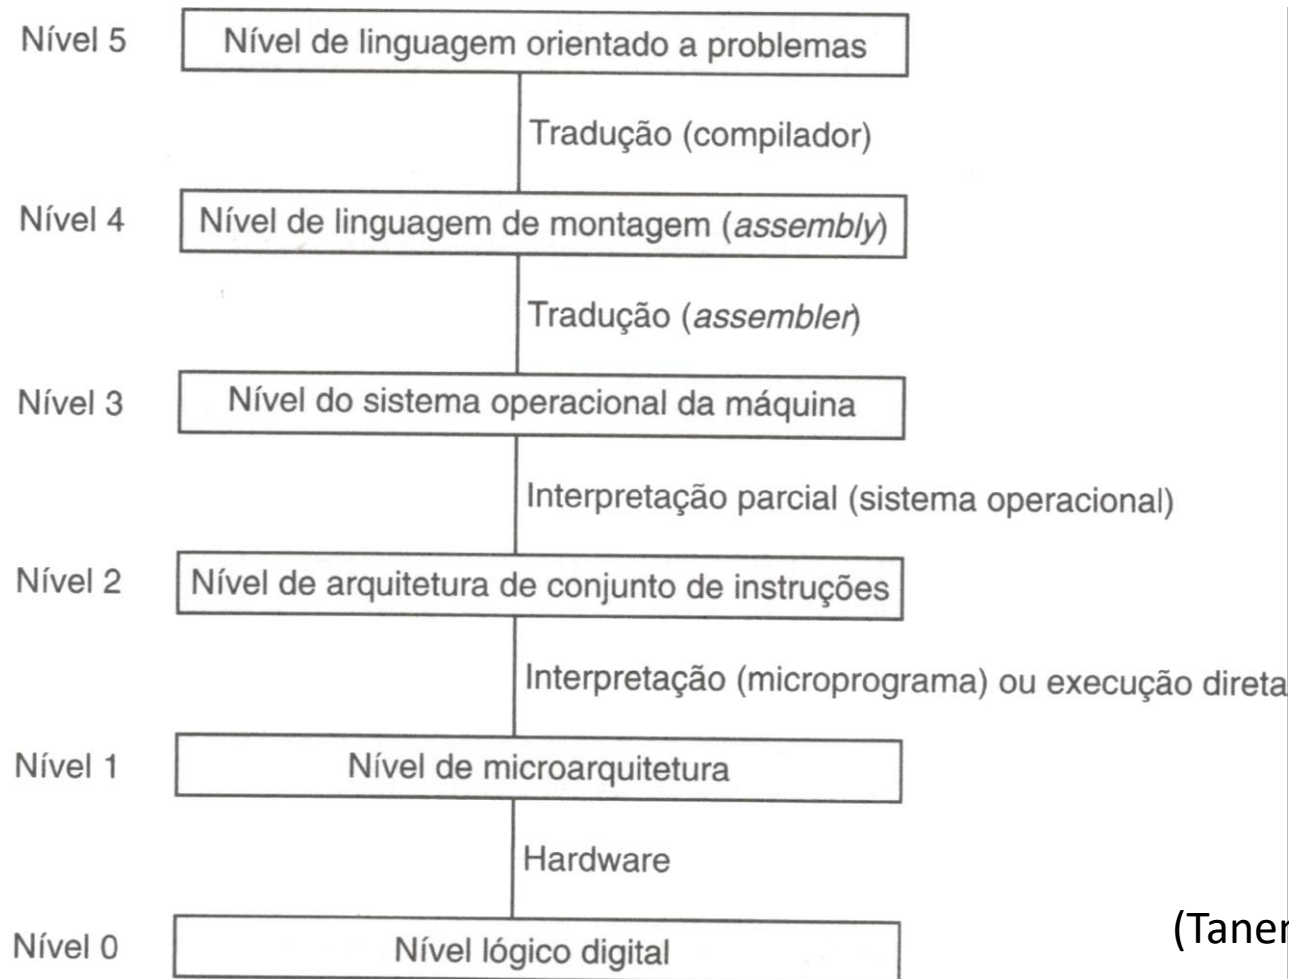 Nível 5 Nível de linguagem orientado a problemas
Tradução (compilador)
Nível 4 Nível de linguagem de montagem (assembly)
Tradução (assembler)
Nível 3 Nível do sistema operacional da máquina
Interpretação parcial (sistema operacional)
Nível 2 Nível de arquitetura de conjunto de instruções
Interpretação (microprograma) ou execução direta
Nível 1 Nível de microarquitetura
Hardware
Nível 0 Nível lógico digital